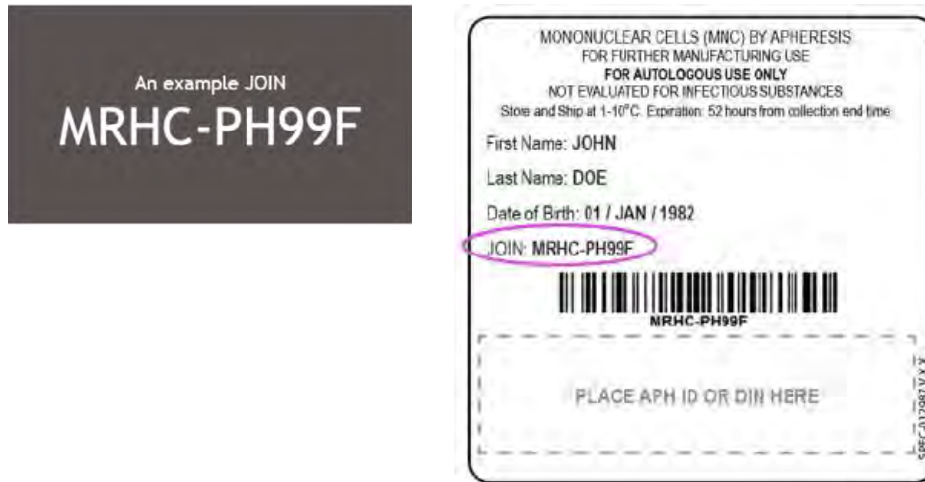 An example JOIN
MRHC-PH99F
MONONUCLEAR CELLS (MNC) BY APHERESIS
FOR FURTHER MANUFACTURING USE
FOR AUTOLOGOUS USE ONLY
NOT EVALUATED FOR INFECTIOUS SUBSTANCES
Store and Ship at 1-10°C. Expiration: 52 hours from collection end time
First Name: JOHN
Last Name: DOE
Date of Birth: 01 / JAN / 1982
JOIN: MRHC-PH99F
MRHC-PH99F
PLACE APH ID OR DIN HERE